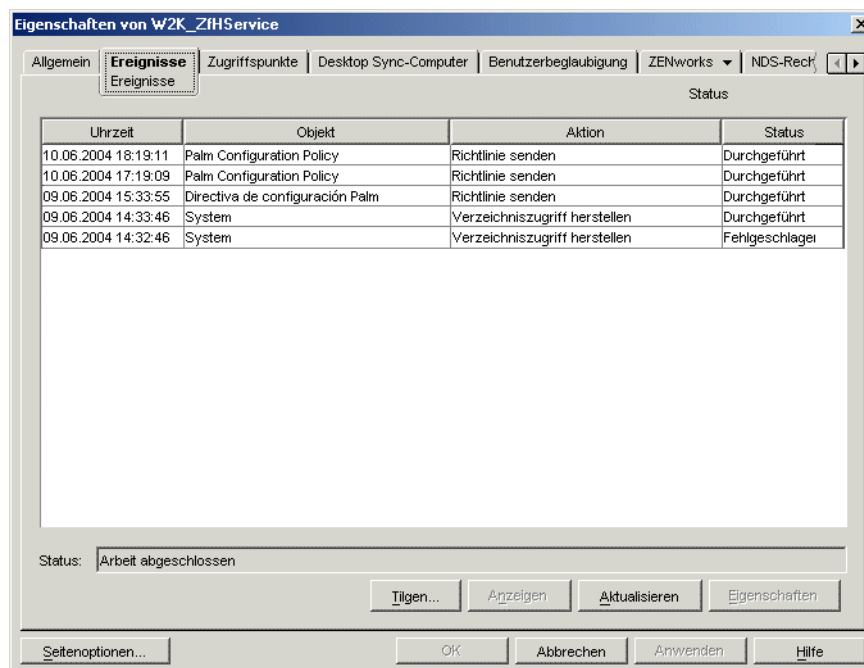 Eigenschaften von W2K_ZfHService
Allgemein Ereignisse Zugriffspunkte Desktop Sync-Computer Benutzerbeglaubigung ZENworks
Ereignisse
Status
Uhrzeit Objekt Aktion Status
10.06.2004 18:19:11 Palm Configuration Policy Richtlinie senden Durchgeführt
10.06.2004 17:19:09 Palm Configuration Policy Richtlinie senden Durchgeführt
09.06.2004 15:33:55 Directiva de configuración Palm Richtlinie senden Durchgeführt
09.06.2004 14:33:46 System Verzeichniszugriff herstellen Durchgeführt
09.06.2004 14:32:46 System Verzeichniszugriff herstellen
Status: Arbeit abgeschlossen
Tilgen... Anzeigen Aktualisieren Eigenschaften
Seitenoptionen... OK Abbrechen Anwenden Hilfe